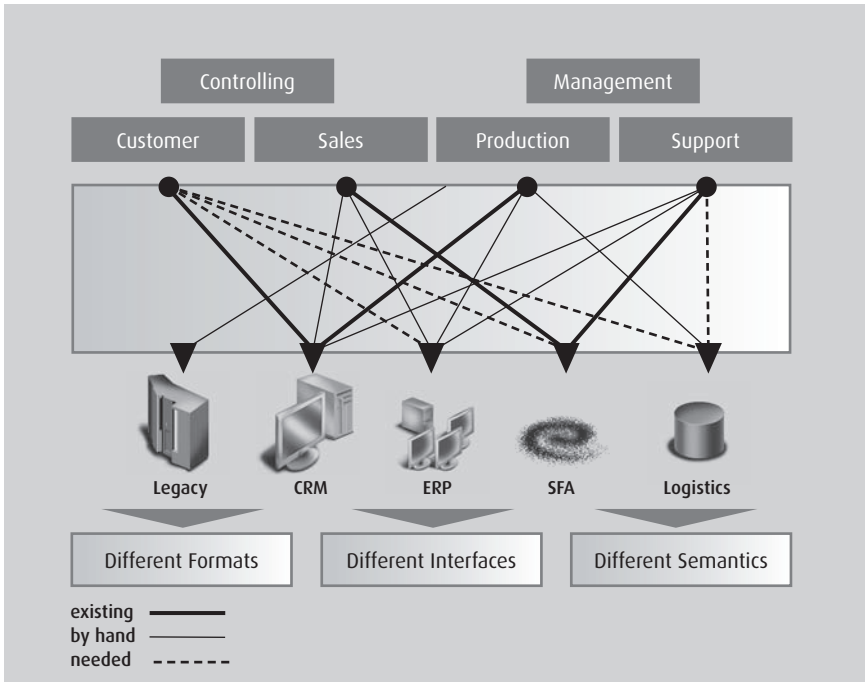 Controlling Management
Customer Sales Production Support
Legacy CRM ERP SFA Logistics
Different Formats Different Interfaces Different Semantics
existing
by hand
needed